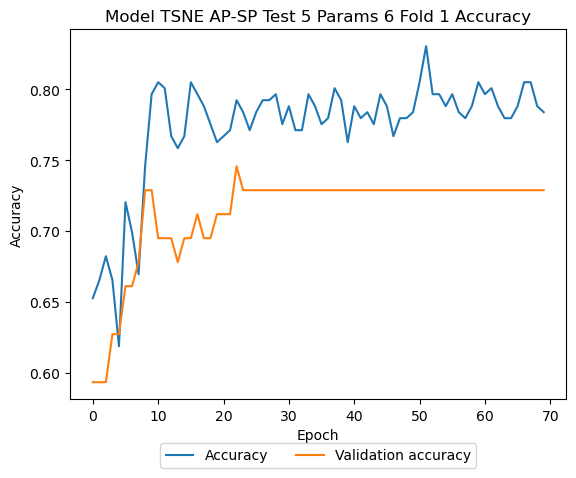 Model TSNE AP-SP Test 5 Params 6 Fold 1 Accuracy
0.80
0.75
0.70
0.65
0.60
Accuracy
0 10 20 30 40 50 60 70
Epoch
Accuracy Validation accuracy